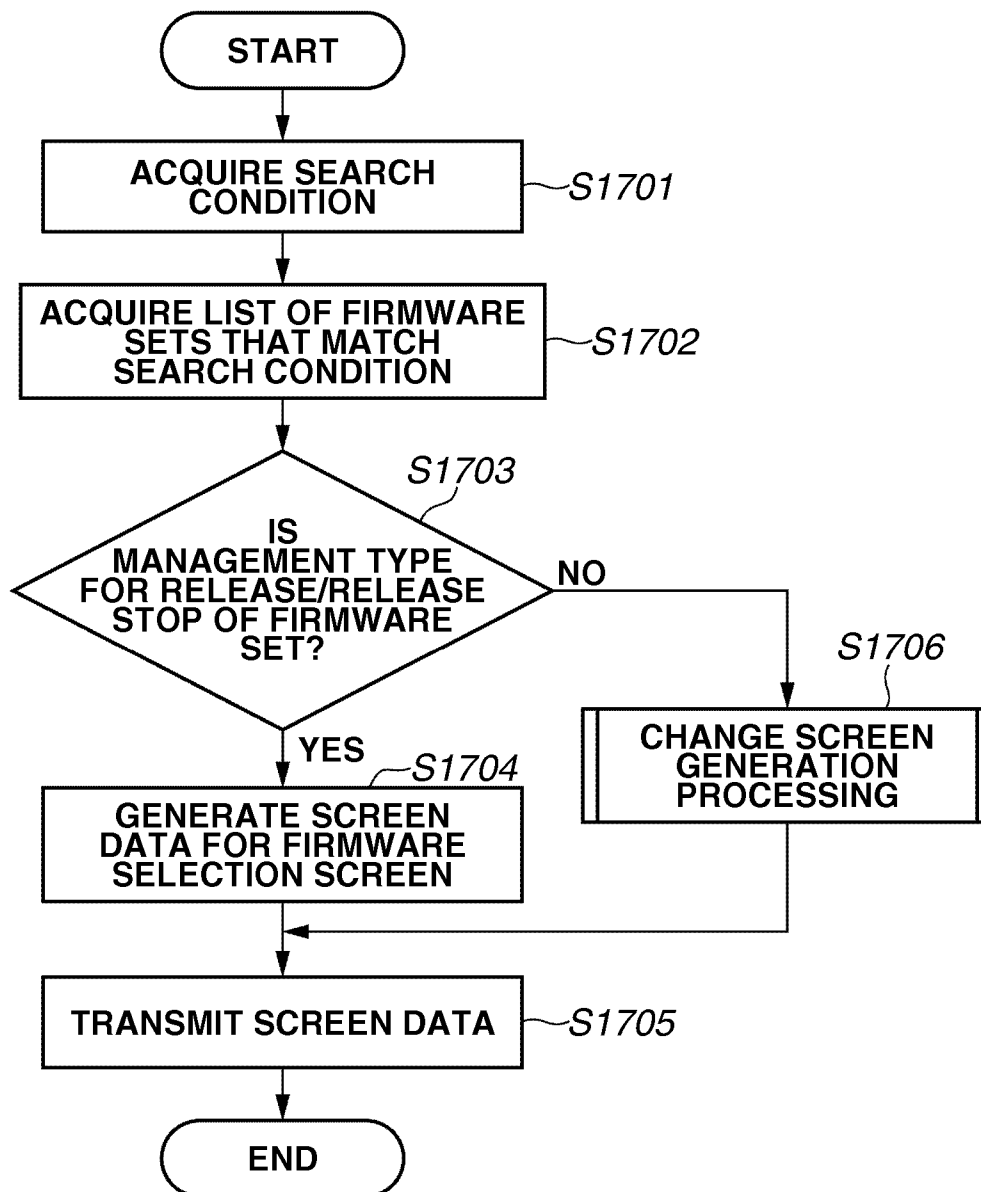 START
ACQUIRE SEARCH
CONDITION
S1701
ACQUIRE LIST OF FIRMWARE
SETS THAT MATCH
SEARCH CONDITION
S1702
S1703
IS
MANAGEMENT TYPE
FOR RELEASE/RELEASE
STOP OF FIRMWARE
SET?
NO
YES
S1706
CHANGE SCREEN
GENERATION
PROCESSING
S1704
GENERATE SCREEN
DATA FOR FIRMWARE
SELECTION SCREEN
TRANSMIT SCREEN DATA
S1705
END